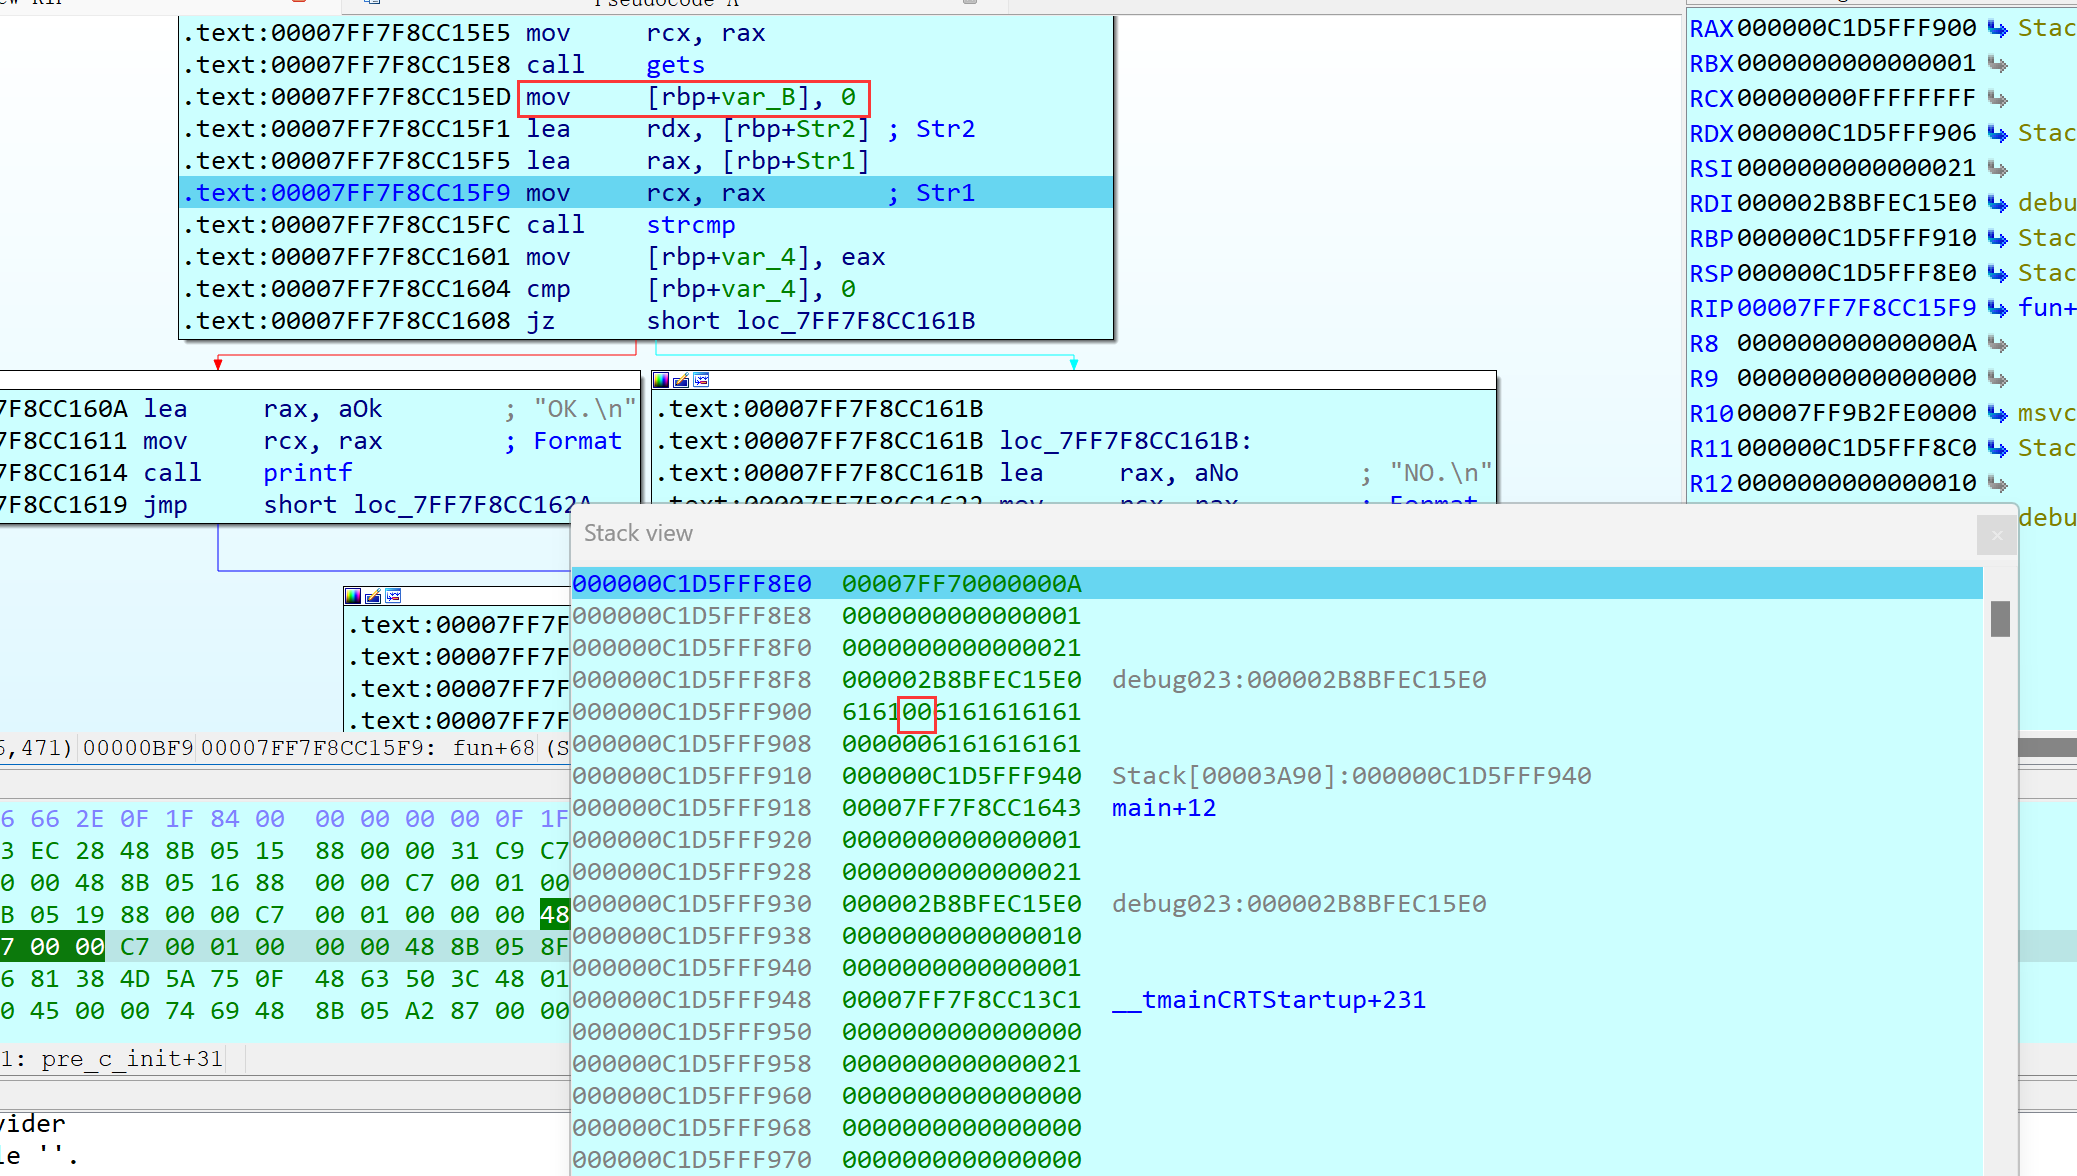 Pseudocode A
.text:00007FF7F8CC15E5 mov     rcx, rax
.text:00007FF7F8CC15E8 call    gets
.text:00007FF7F8CC15ED mov     [rbp+var_B], 0
.text:00007FF7F8CC15F1 lea     rdx, [rbp+Str2] ; Str2
.text:00007FF7F8CC15F5 lea     rax, [rbp+Str1]
.text:00007FF7F8CC15F9 mov     rcx, rax        ; Str1
.text:00007FF7F8CC15FC call    strcmp
.text:00007FF7F8CC1601 mov     [rbp+var_4], eax
.text:00007FF7F8CC1604 cmp     [rbp+var_4], 0
.text:00007FF7F8CC1608 jz      short loc_7FF7F8CC161B
RAX 000000C1D5FFF900 Stac
RBX 0000000000000001
RCX 00000000FFFFFFFF
RDX 000000C1D5FFF906 Stac
RSI 0000000000000021
RDI 000002B8BFEC15E0 debu
RBP 000000C1D5FFF910 Stac
RSP 000000C1D5FFF8E0 Stac
RIP 00007FF7F8CC15F9 fun+
R8 000000000000000A
R9 0000000000000000
R10 00007FF9B2FE0000 msvc
R11 000000C1D5FFF8C0 Stac
R12 0000000000000010
debu
7F8CC160A lea     rax, aOk        ; "OK.\n"
7F8CC1611 mov     rcx, rax        ; Format
7F8CC1614 call    printf
7F8CC1619 jmp     short loc_7FF7F8CC162A
.text:00007FF7F8CC161B
.text:00007FF7F8CC161B loc_7FF7F8CC161B:
.text:00007FF7F8CC161B lea     rax, aNo        ; "NO.\n"
.text:00007FF7F8CC1622 mov     rcx, rax        ; Format
.text:00007FF7F
.text:00007FF7F
.text:00007FF7F
.text:00007FF7F
,471) 00000BF9 00007FF7F8CC15F9: fun+68 (S
Stack view
000000C1D5FFF8E0 00007FF70000000A
000000C1D5FFF8E8 0000000000000001
000000C1D5FFF8F0 0000000000000021
000000C1D5FFF8F8 000002B8BFEC15E0 debug023:000002B8BFEC15E0
000000C1D5FFF900 6161006161616161
000000C1D5FFF908 0000006161616161
000000C1D5FFF910 000000C1D5FFF940 Stack[00003A90]:000000C1D5FFF940
000000C1D5FFF918 00007FF7F8CC1643 main+12
000000C1D5FFF920 0000000000000001
000000C1D5FFF928 0000000000000021
000000C1D5FFF930 000002B8BFEC15E0 debug023:000002B8BFEC15E0
000000C1D5FFF938 0000000000000010
000000C1D5FFF940 0000000000000001
000000C1D5FFF948 00007FF7F8CC13C1 __tmainCRTStartup+231
000000C1D5FFF950 0000000000000000
000000C1D5FFF958 0000000000000021
000000C1D5FFF960 0000000000000000
000000C1D5FFF968 0000000000000000
000000C1D5FFF970 0000000000000000
6 66 2E 0F 1F 84 00  00 00 00 00 0F 1F
3 EC 28 48 8B 05 15  88 00 00 31 C9 C7
0 00 48 8B 05 16 88  00 00 C7 00 01 00
B 05 19 88 00 00 C7  00 01 00 00 00 48
7 00 00 C7 00 01 00  00 00 48 8B 05 8F
6 81 38 4D 5A 75 0F  48 63 50 3C 48 01
0 45 00 00 74 69 48  8B 05 A2 87 00 00
1: pre_c_init+31
vider
le ''.